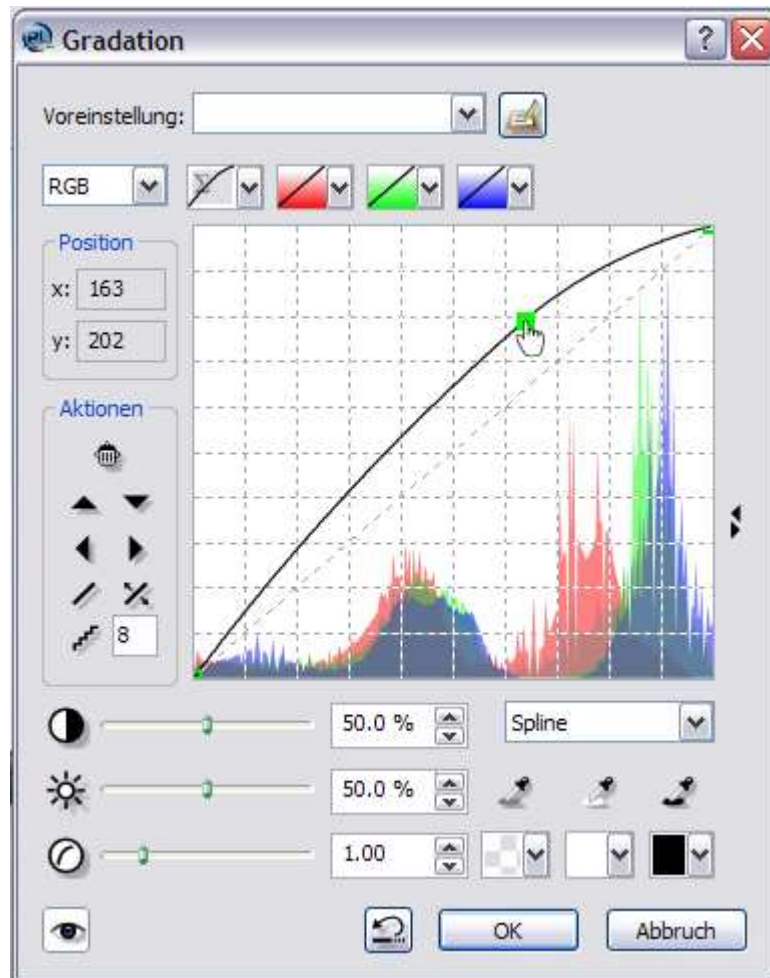 Gradation
Voreinstellung:
RGB
Position
x: 163
y: 202
Aktionen
8
50.0 %
Spline
50.0 %
1.00
OK
Abbruch